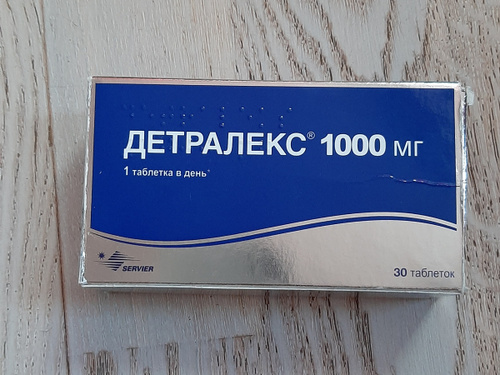 ДЕТРАЛЕКС® 1000 мг
1 таблетка в день*
SERVIER
30 таблеток